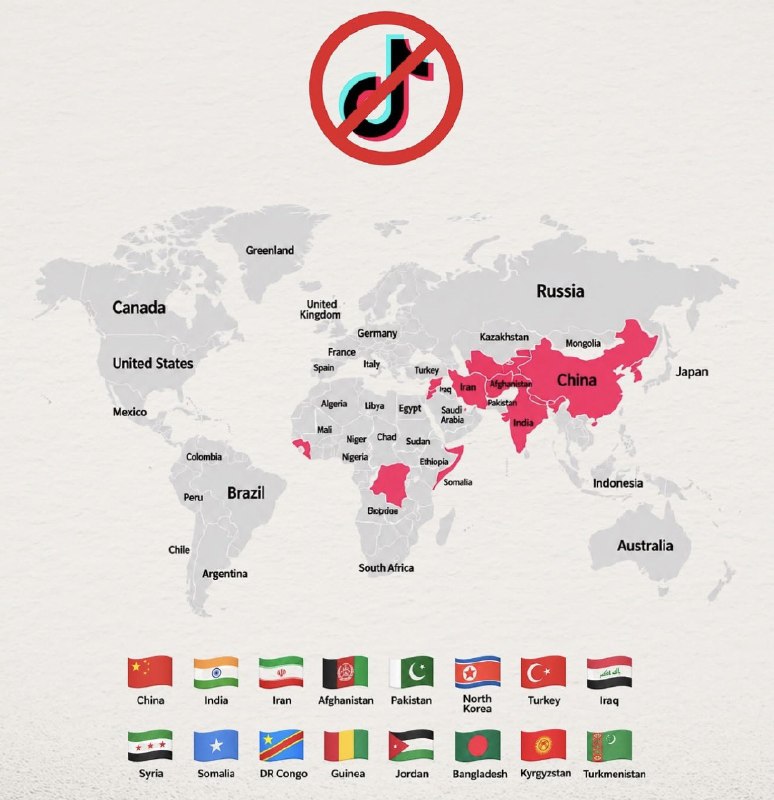 Greenland
Canada
Russia
United
Kingdom
Germany
Kazakhstan
Mongolia
France
United States
Italy
Spain
Turkey
Japan
China
Iran
Afghanistan
Iraq
Pakistan
Mexico
Algeria
Libya
Egypt
Saudi
Arabia
India
Mali
Niger
Chad
Sudan
Colombia
Nigeria
Ethiopia
Somalia
Indonesia
Peru
Brazil
Australia
Chile
Argentina
South Africa
China
India
Iran
Afghanistan
Pakistan
North
Korea
Turkey
Iraq
Syria
Somalia
DR Congo
Guinea
Jordan
Bangladesh
Kyrgyzstan
Turkmenistan